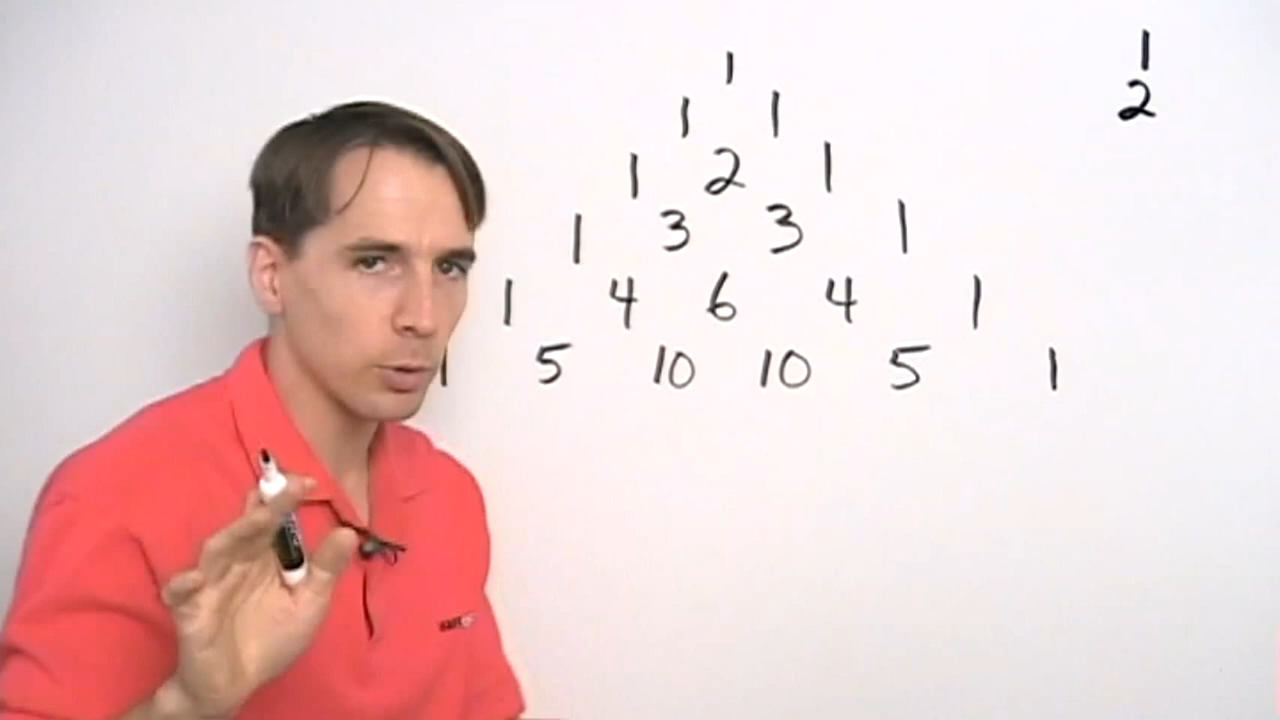 1
1 1
1 2 1
1 3 3 1
1 4 6 4 1
1 5 10 10 5 1
1
2